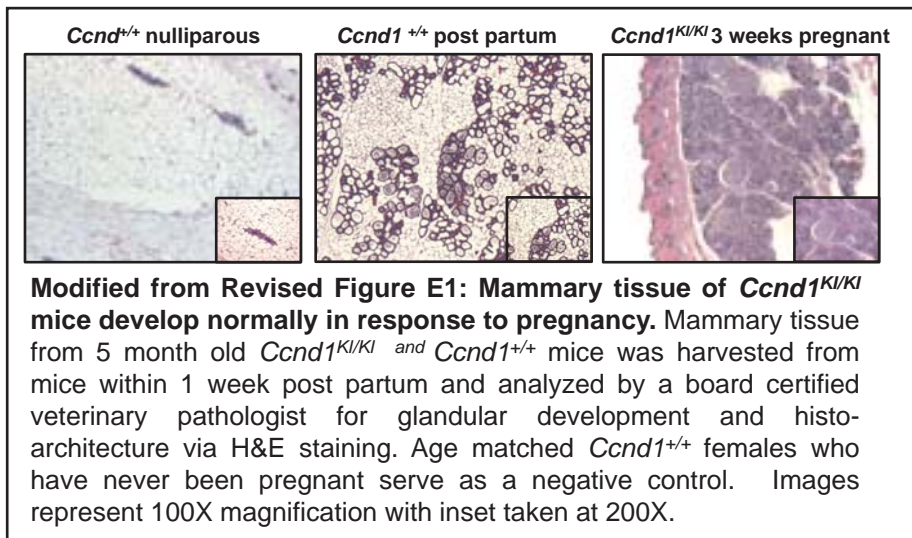 Ccnd+/+ nulliparous
Ccnd1 +/+ post partum
Ccnd1KI/KI 3 weeks pregnant
Modified from Revised Figure E1: Mammary tissue of Ccnd1KI/KI
mice develop normally in response to pregnancy. Mammary tissue
from 5 month old Ccnd1KI/KI and Ccnd1+/+ mice was harvested from
mice within 1 week post partum and analyzed by a board certified
veterinary pathologist for glandular development and histo-
architecture via H&E staining. Age matched Ccnd1+/+ females who
have never been pregnant serve as a negative control. Images
represent 100X magnification with inset taken at 200X.